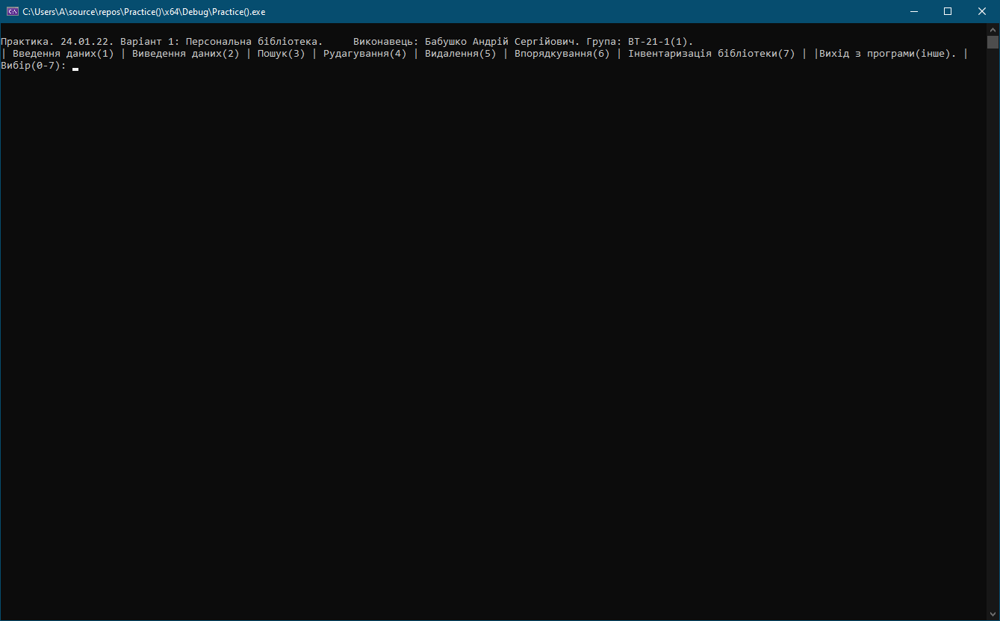 C:\Users\A\source\repos\Practice()\x64\Debug\Practice().exe
Практика. 24.01.22. Варіант 1: Персональна бібліотека.     Виконавець: Бабушко Андрій Сергійович. Група: ВТ-21-1(1).
| Введення даних(1) | Виведення даних(2) | Пошук(3) | Рудагування(4) | Видалення(5) | Впорядкування(6) | Інвентаризація бібліотеки(7) | |Вихід з програми(інше). |
Вибір(0-7):